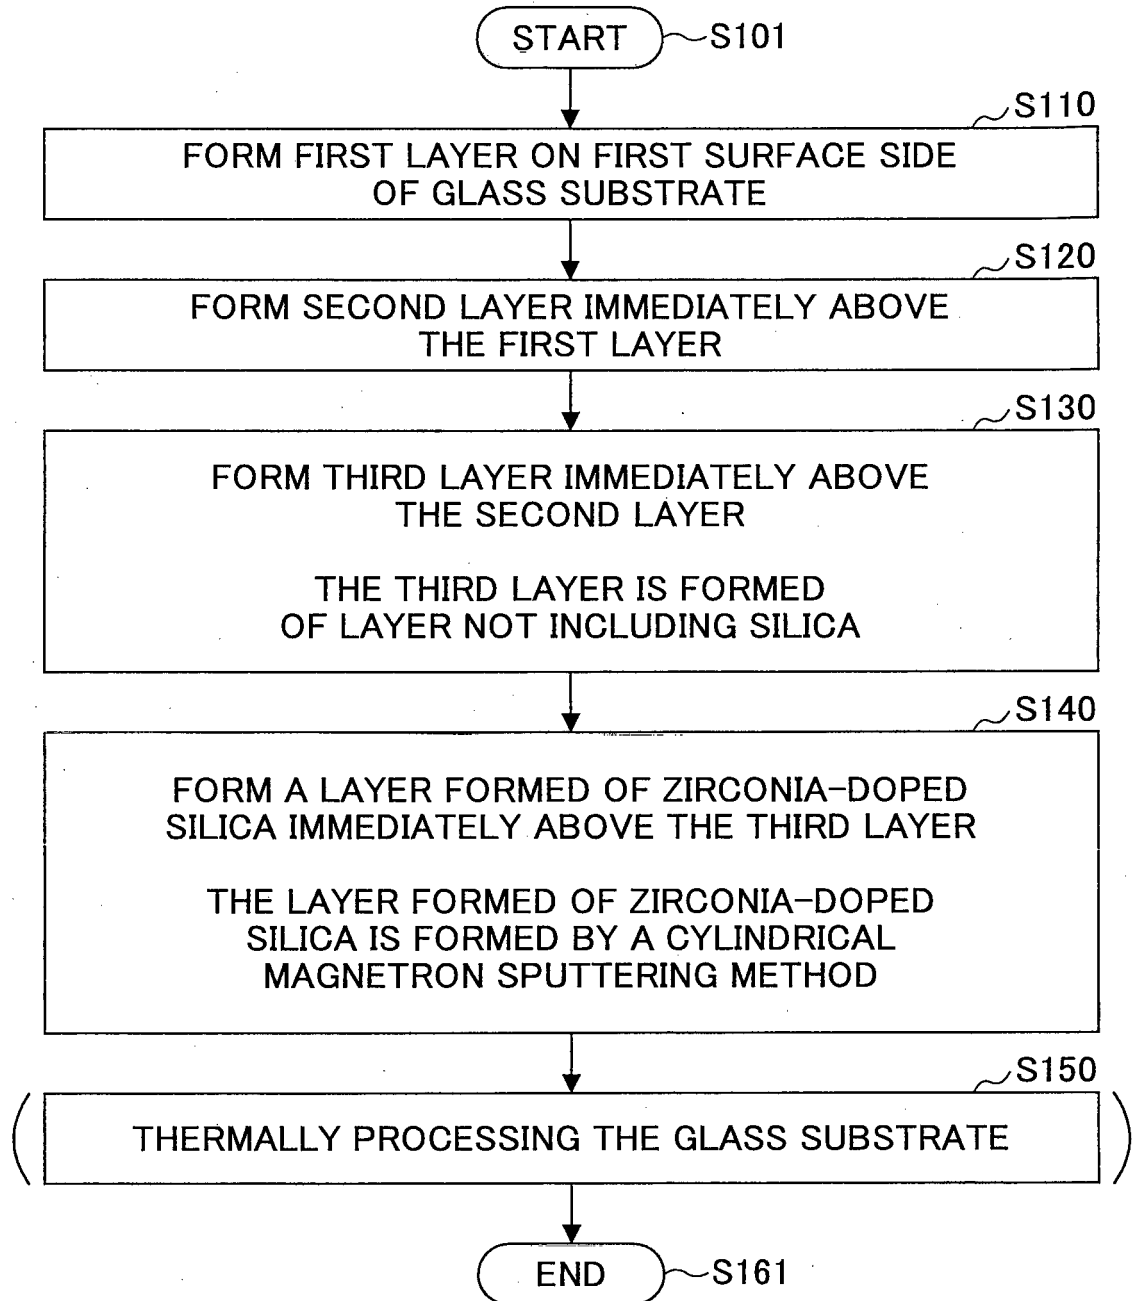 START
S101
S110
FORM FIRST LAYER ON FIRST SURFACE SIDE
OF GLASS SUBSTRATE
S120
FORM SECOND LAYER IMMEDIATELY ABOVE
THE FIRST LAYER
S130
FORM THIRD LAYER IMMEDIATELY ABOVE
THE SECOND LAYER
THE THIRD LAYER IS FORMED
OF LAYER NOT INCLUDING SILICA
S140
FORM A LAYER FORMED OF ZIRCONIA-DOPED
SILICA IMMEDIATELY ABOVE THE THIRD LAYER
THE LAYER FORMED OF ZIRCONIA-DOPED
SILICA IS FORMED BY A CYLINDRICAL
MAGNETRON SPUTTERING METHOD
S150
THERMALLY PROCESSING THE GLASS SUBSTRATE
END
S161